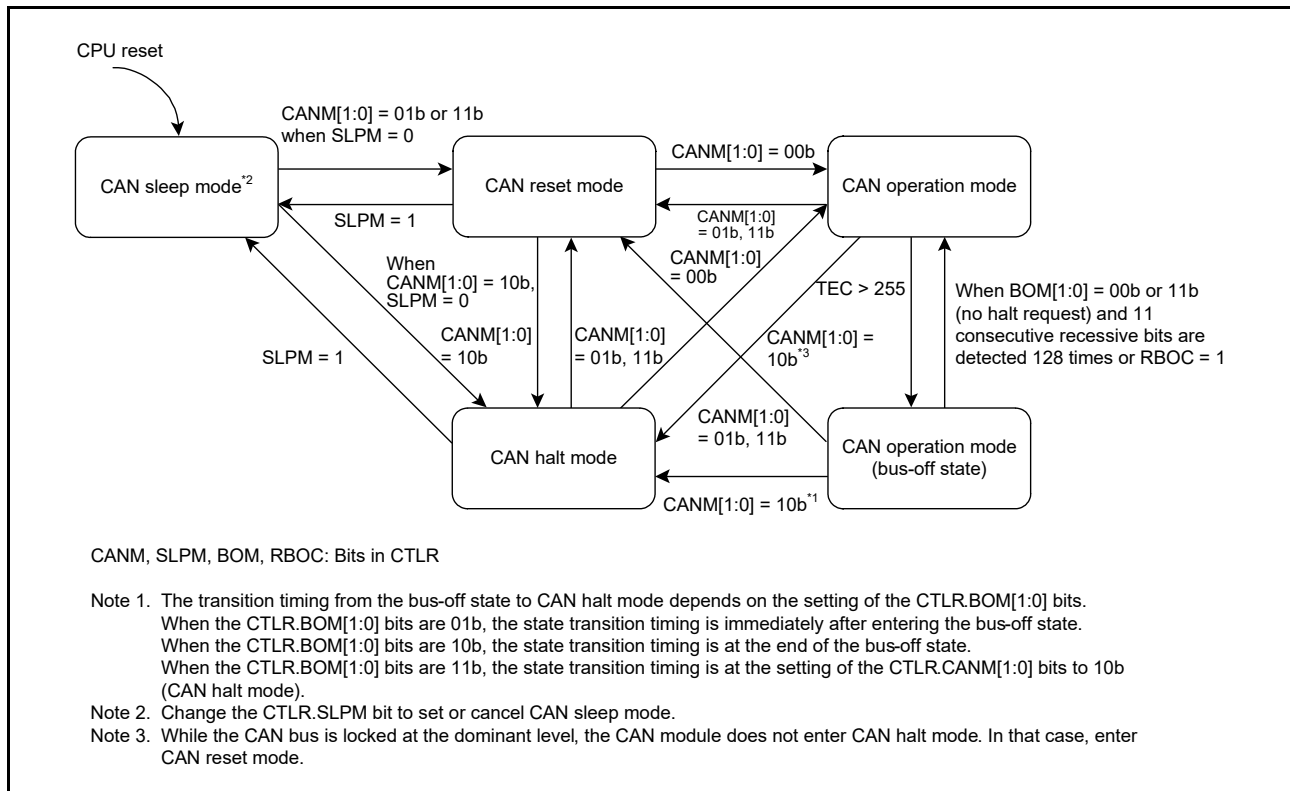 CPU reset
CANM[1:0] = 01b or 11b
when SLPM = 0
CANM[1:0] = 00b
CAN sleep mode*2
CAN reset mode
CAN operation mode
SLPM = 1
CANM[1:0]
= 01b, 11b
When
CANM[1:0] = 10b,
SLPM = 0
CANM[1:0]
= 00b
TEC > 255
When BOM[1:0] = 00b or 11b
(no halt request) and 11
consecutive recessive bits are
detected 128 times or RBOC = 1
SLPM = 1
CANM[1:0]
= 10b
CANM[1:0]
= 01b, 11b
CANM[1:0] =
10b*3
CANM[1:0]
= 01b, 11b
CAN halt mode
CAN operation mode
(bus-off state)
CANM[1:0] = 10b*1
CANM, SLPM, BOM, RBOC: Bits in CTLR
Note 1. The transition timing from the bus-off state to CAN halt mode depends on the setting of the CTLR.BOM[1:0] bits.
When the CTLR.BOM[1:0] bits are 01b, the state transition timing is immediately after entering the bus-off state.
When the CTLR.BOM[1:0] bits are 10b, the state transition timing is at the end of the bus-off state.
When the CTLR.BOM[1:0] bits are 11b, the state transition timing is at the setting of the CTLR.CANM[1:0] bits to 10b
(CAN halt mode).
Note 2. Change the CTLR.SLPM bit to set or cancel CAN sleep mode.
Note 3. While the CAN bus is locked at the dominant level, the CAN module does not enter CAN halt mode. In that case, enter
CAN reset mode.